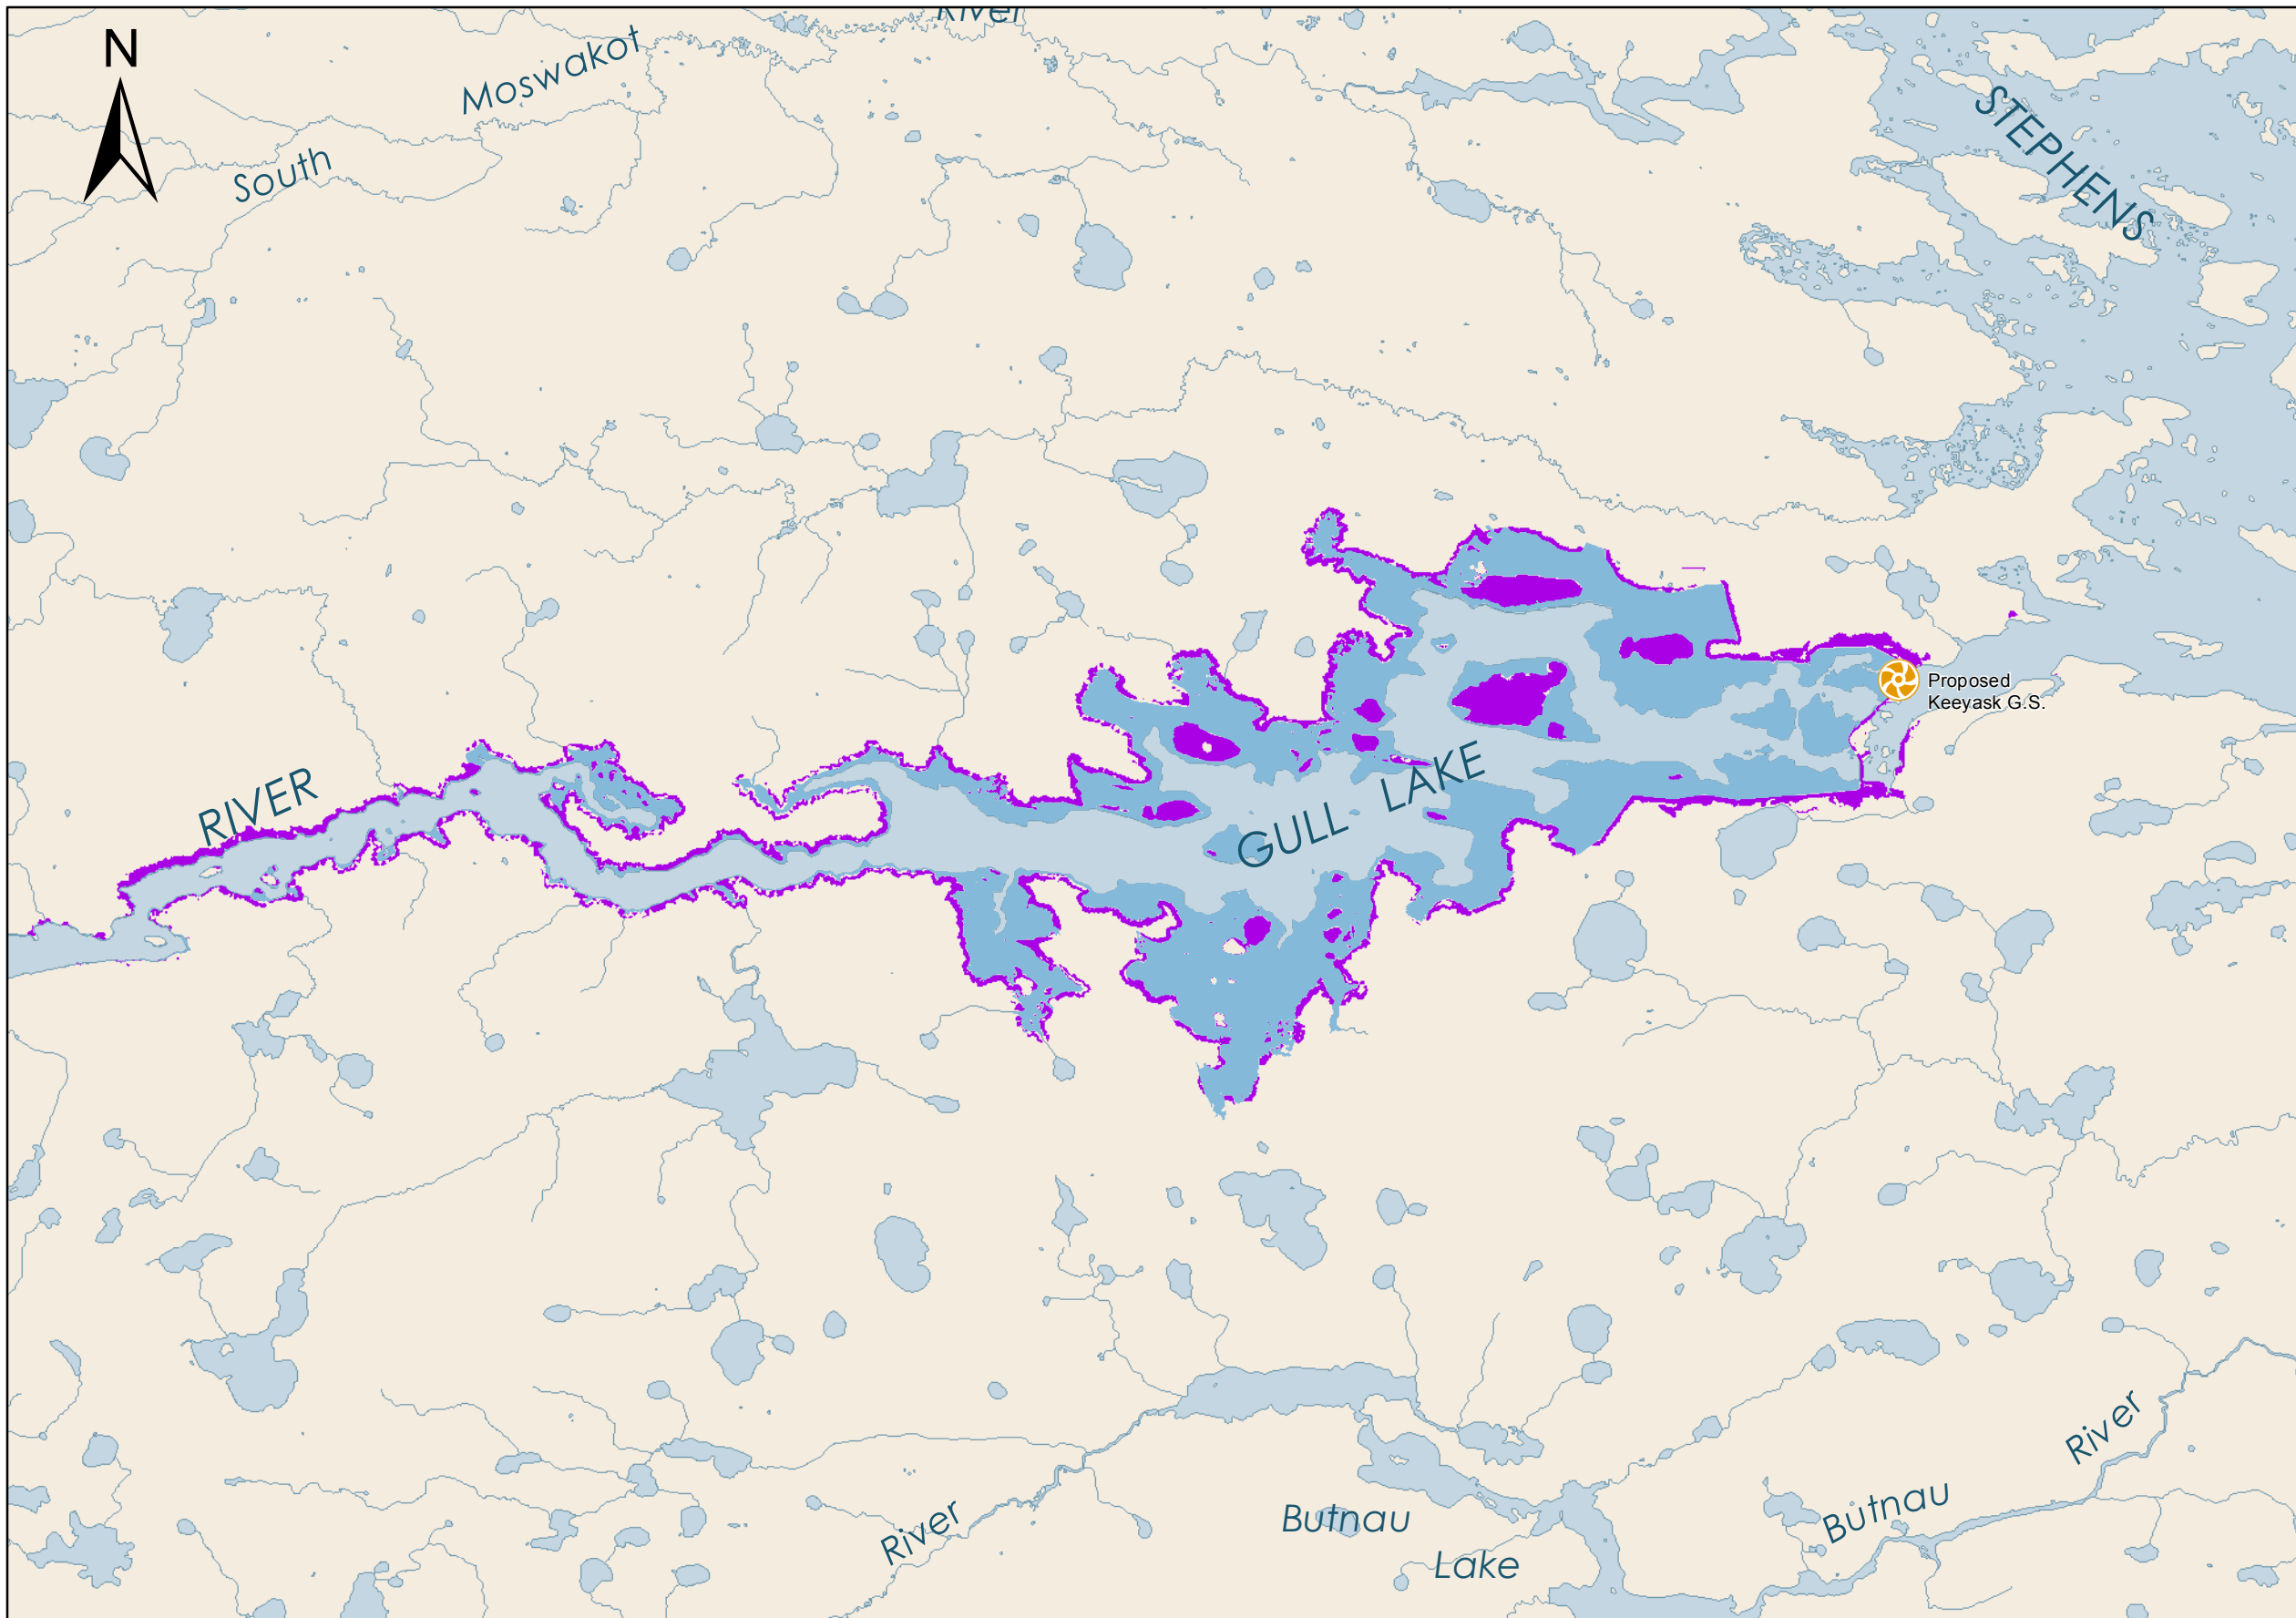 River
N
Moswakot
South
STEPHENS
Proposed
Keeyask G.S.
RIVER
GULL LAKE
River
Butnau
River
Butnau
Lake